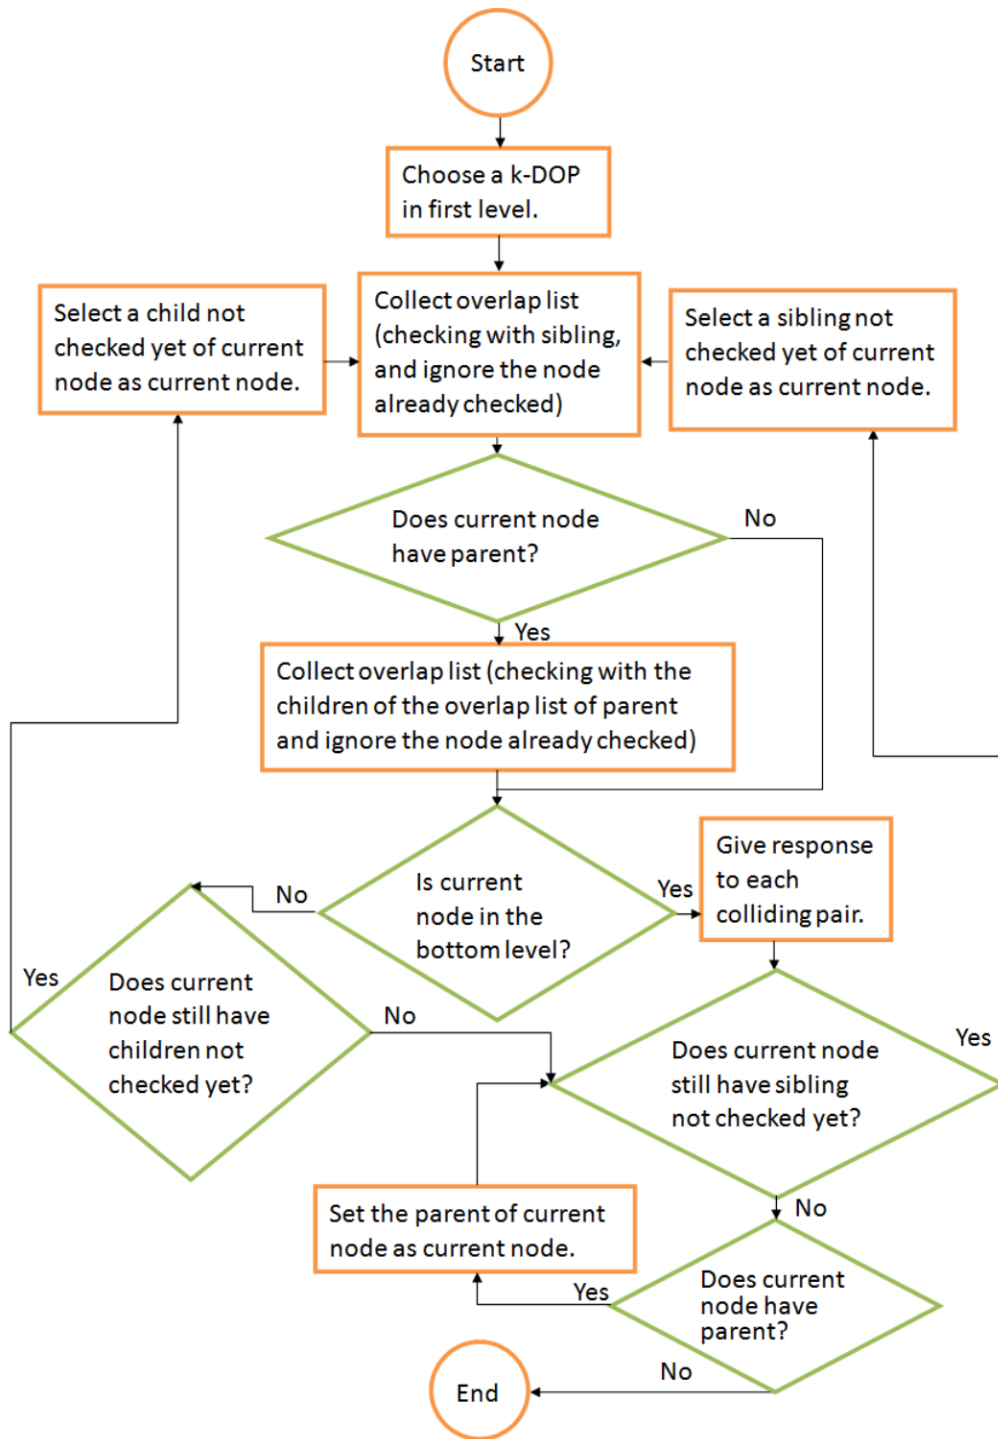 Start
Choose a k-DOP
in first level.
Select a child not
checked yet of current
node as current node.
Collect overlap list
(checking with sibling,
and ignore the node
already checked)
Select a sibling not
checked yet of current
node as current node.
Does current node
have parent?
No
Yes
Collect overlap list (checking with the
children of the overlap list of parent
and ignore the node already checked)
Is current
node in the
bottom level?
No
Yes
Give response
to each
colliding pair.
Yes
Does current
node still have
children not
checked yet?
No
Does current node
still have sibling
not checked yet?
Yes
No
Set the parent of current
node as current node.
Yes
Does current
node have
parent?
No
End